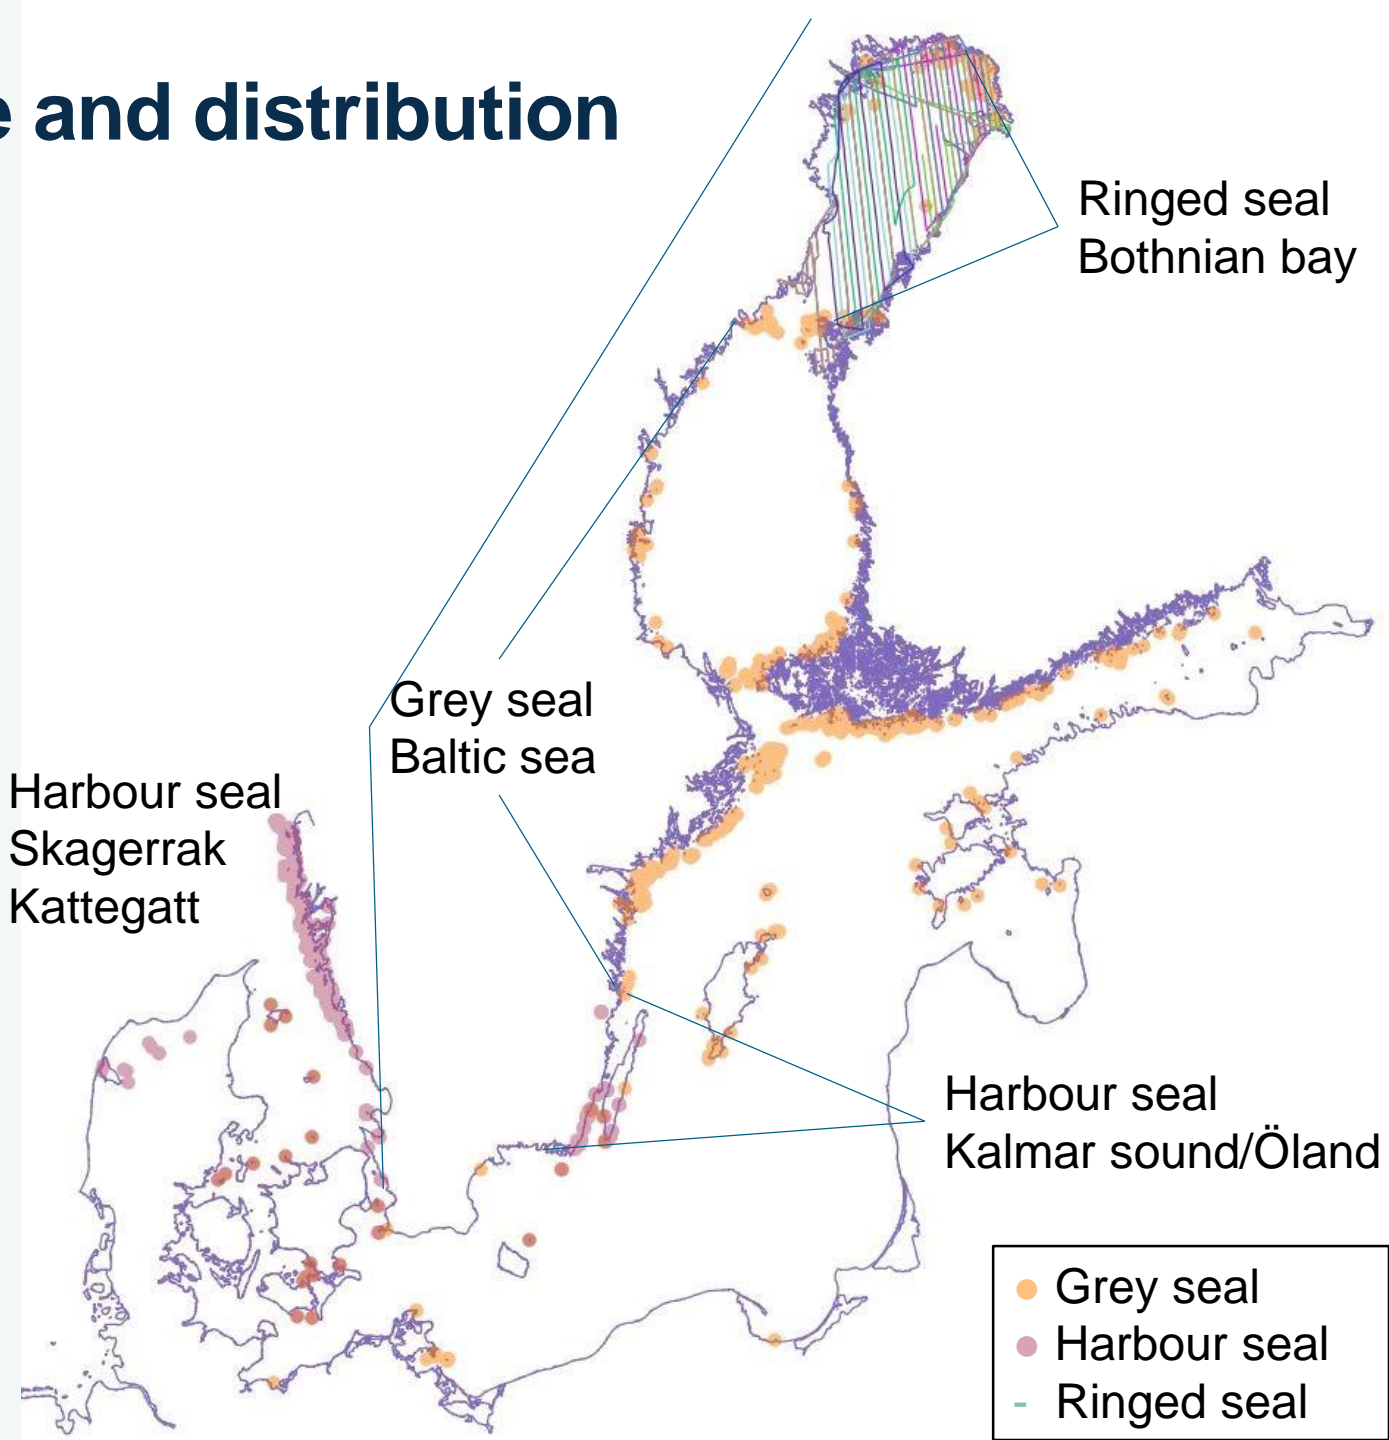 e and distribution
Ringed seal
Bothnian bay
Grey seal
Baltic sea
Harbour seal
Skagerrak
Kattegatt
Harbour seal
Kalmar sound/Öland
Grey seal
Harbour seal
- Ringed seal